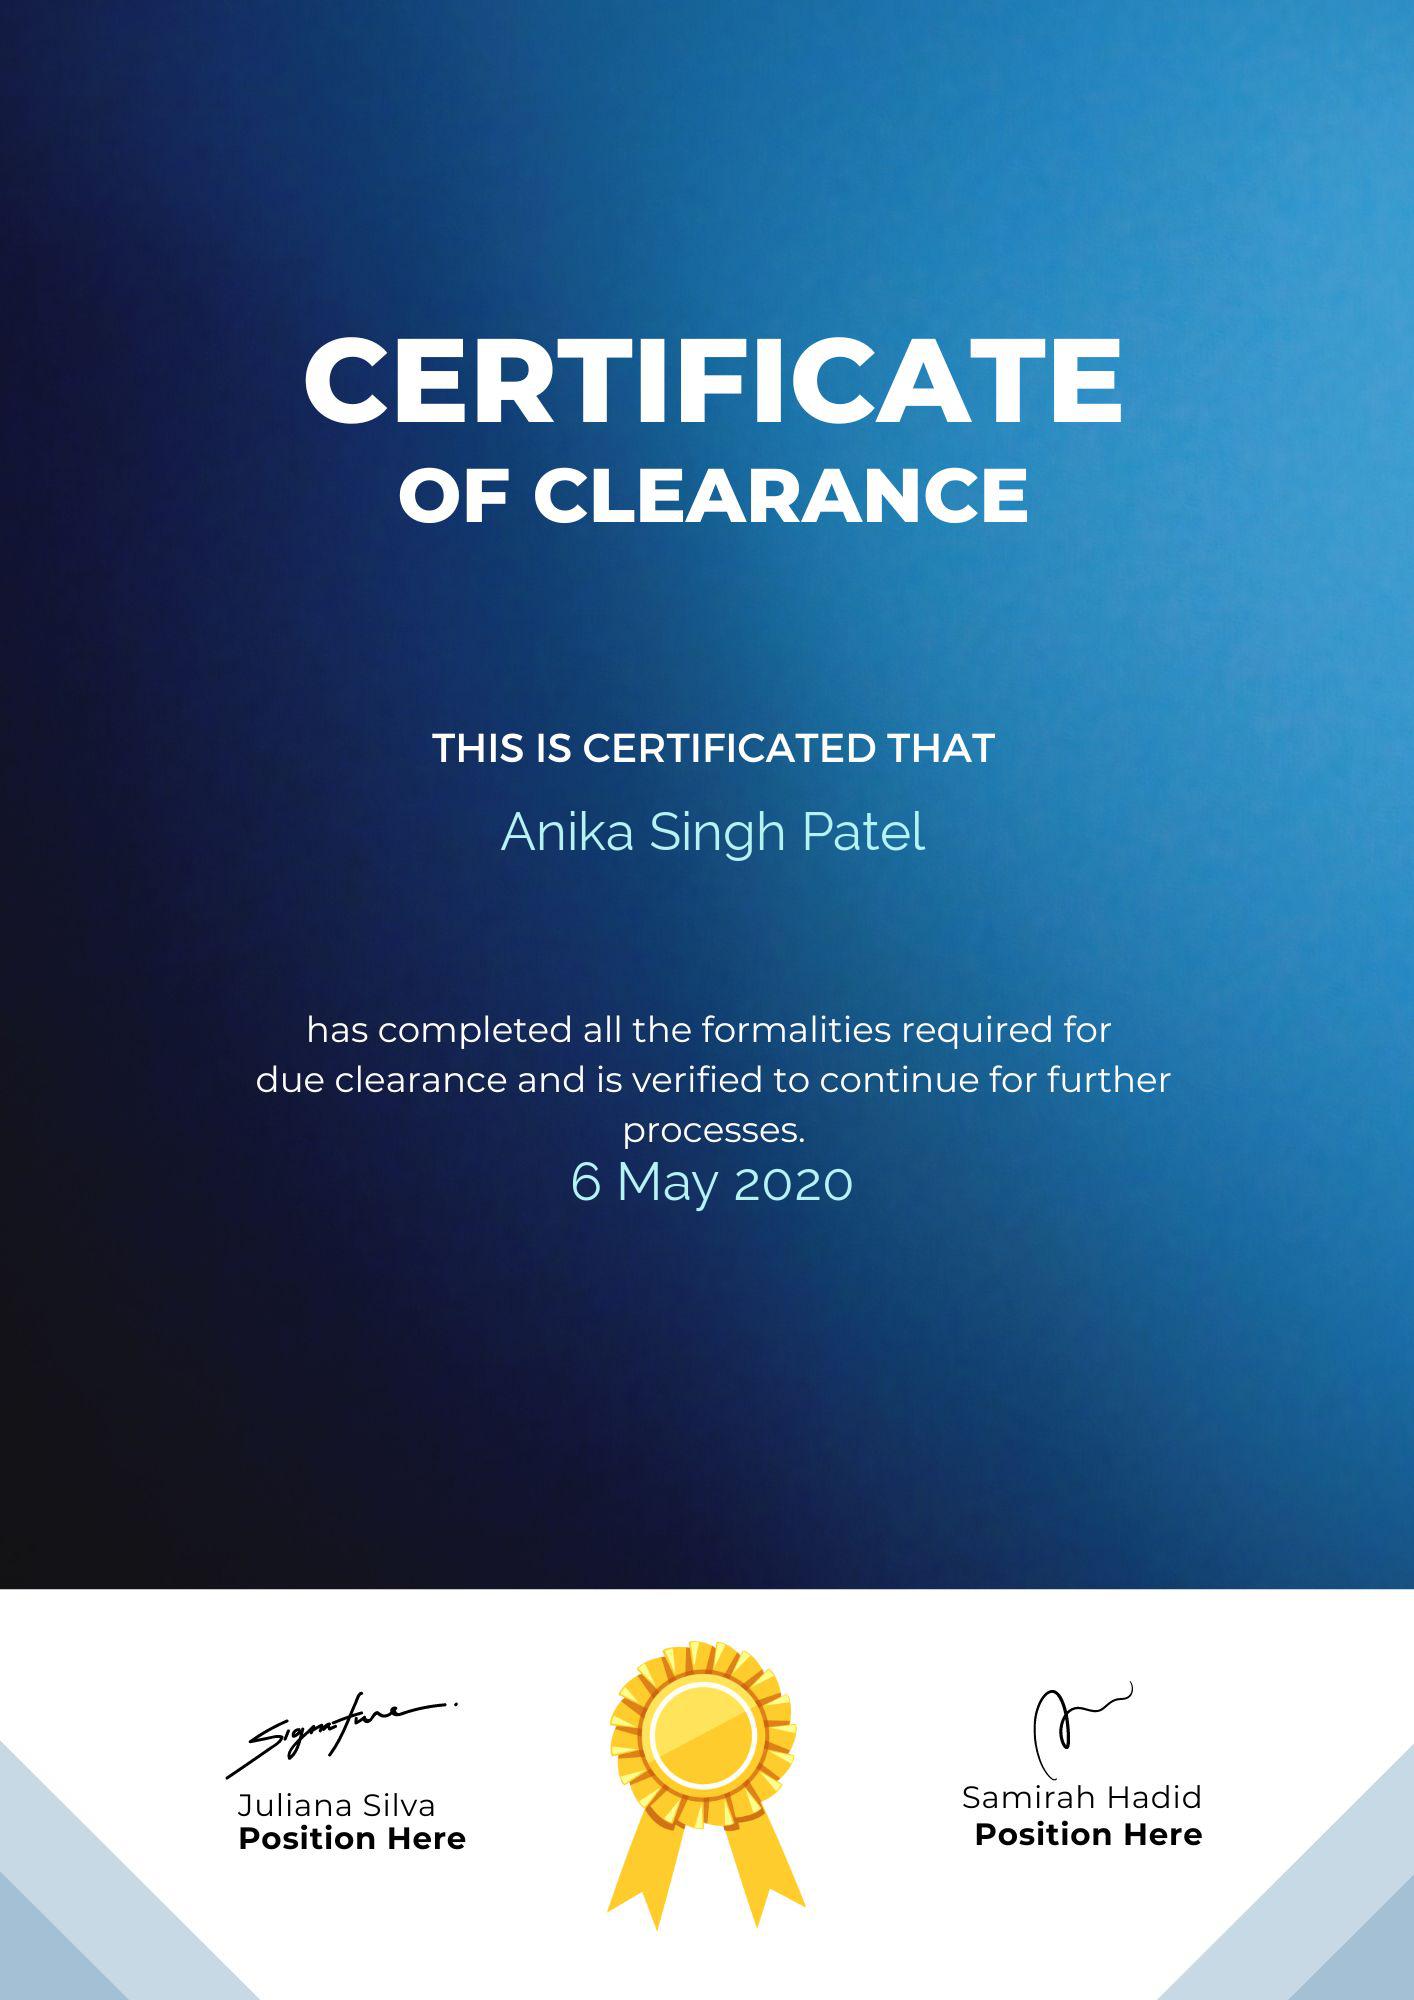 CERTIFICATE
OF CLEARANCE
THIS IS CERTIFICATED THAT
Anika Singh Patel
has completed all the formalities required for
due clearance and is verified to continue for further
processes.
6 May 2020
Signature
Juliana Silva
Position Here
Samirah Hadid
Position Here